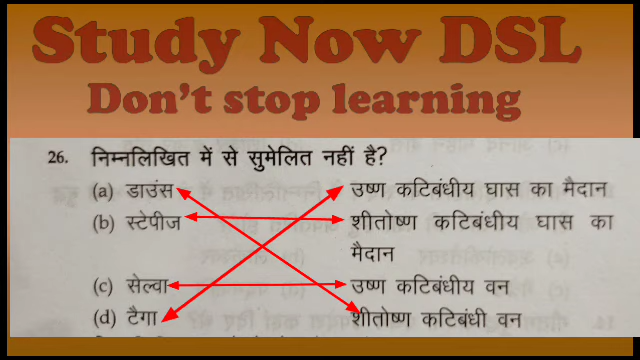 Study Now DSL
Don't stop learning
26. निम्नलिखित में से सुमेलित नहीं है?
(a) डाउंस उष्ण कटिबंधीय घास का मैदान
(b) स्टेपीज शीतोष्ण कटिबंधीय घास का
मैदान
(c) सेल्वा उष्ण कटिबंधीय वन
(d) टैगा शीतोष्ण कटिबंधी वन